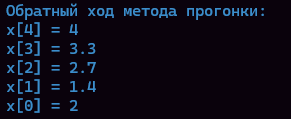 Обратный ход метода прогонки:
x[4] = 4
x[3] = 3.3
x[2] = 2.7
x[1] = 1.4
x[0] = 2